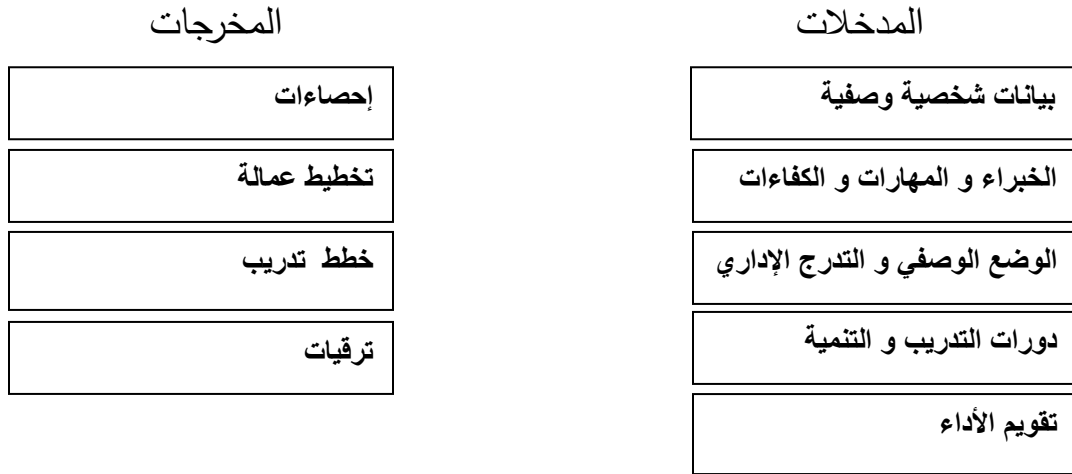 المدخلات
بيانات شخصية وصفية
الخبراء و المهارات و الكفاءات
الوضع الوصفي و التدرج الإداري
دورات التدريب و التنمية
تقويم الأداء
المخرجات
إحصاءات
تخطيط عمالة
خطط تدريب
ترقيات